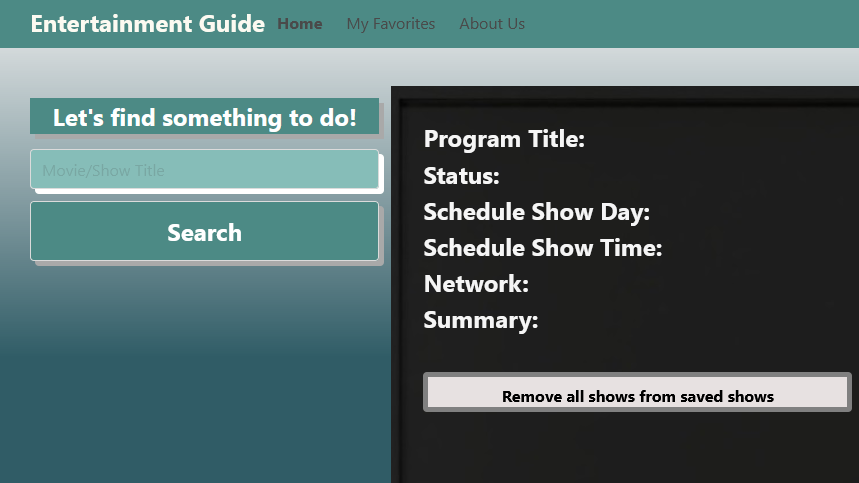 Entertainment Guide Home My Favorites About Us
Let's find something to do!
Movie/Show Title
Search
Program Title:
Status:
Schedule Show Day:
Schedule Show Time:
Network:
Summary:
Remove all shows from saved shows